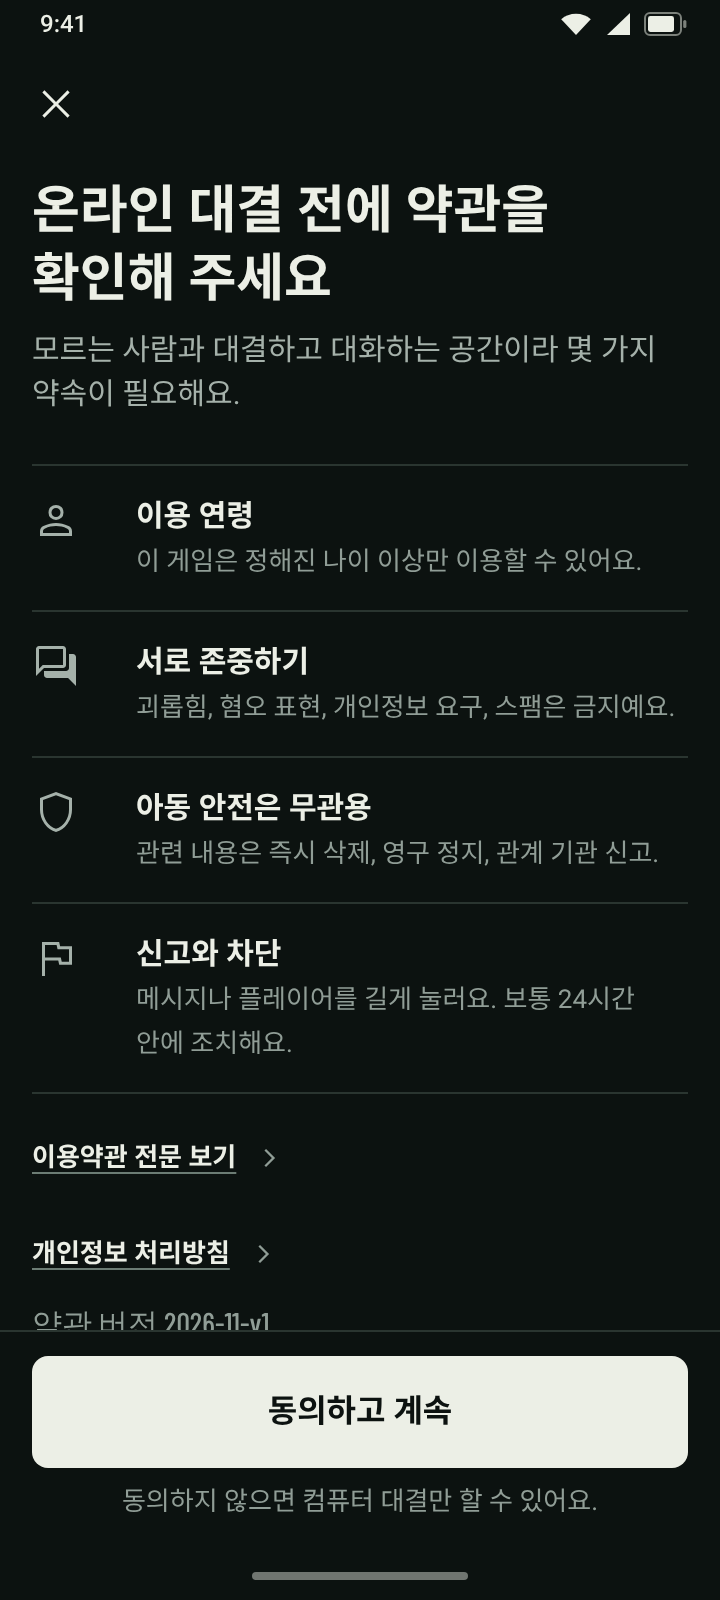 9:41
온라인 대결 전에 약관을
확인해 주세요
모르는 사람과 대결하고 대화하는 공간이라 몇 가지
약속이 필요해요.
이용 연령
이 게임은 정해진 나이 이상만 이용할 수 있어요.
서로 존중하기
괴롭힘, 혐오 표현, 개인정보 요구, 스팸은 금지예요.
아동 안전은 무관용
관련 내용은 즉시 삭제, 영구 정지, 관계 기관 신고.
신고와 차단
메시지나 플레이어를 길게 눌러요. 보통 24시간
안에 조치해요.
이용약관 전문 보기
개인정보 처리방침
약관 버전 2026-11-v1
동의하고 계속
동의하지 않으면 컴퓨터 대결만 할 수 있어요.